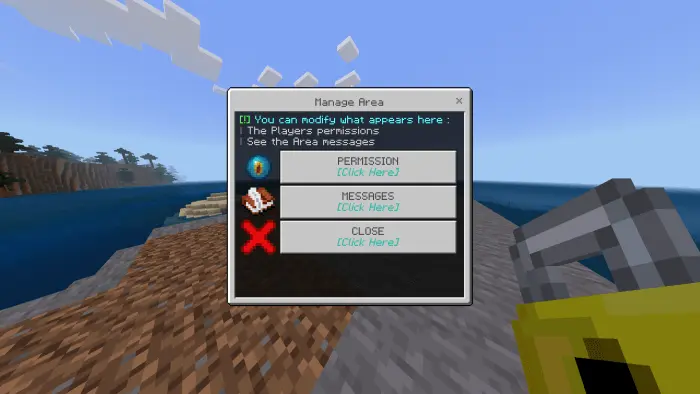 Manage Area
[!] You can modify what appears here :
| The Players permissions
| See the Area messages
PERMISSION
[Click Here]
MESSAGES
[Click Here]
CLOSE
[Click Here]